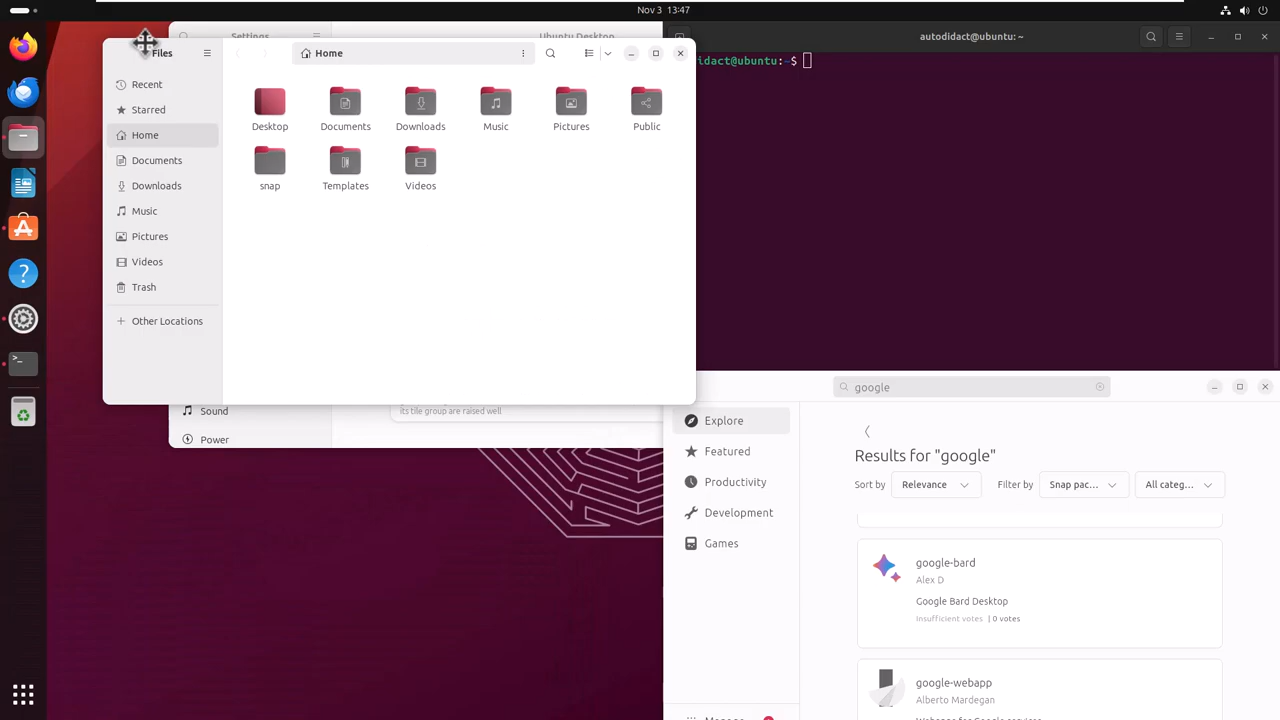 Nov 3 13:47
Settings
Ubuntu Desktop
Files
Home
Recent
Starred
Home
Documents
Downloads
Music
Pictures
Videos
Trash
Other Locations
Desktop
Documents
Downloads
Music
Pictures
Public
snap
Templates
Videos
its tile group are raised well
Sound
Power
autodidact@ubuntu: ~
idact@ubuntu:~$
google
Explore
Featured
Productivity
Development
Games
Results for "google"
Sort by Relevance Filter by Snap pac... All categ...
google-bard
Alex D
Google Bard Desktop
Insufficient votes | 0 votes
google-webapp
Alberto Mardegan